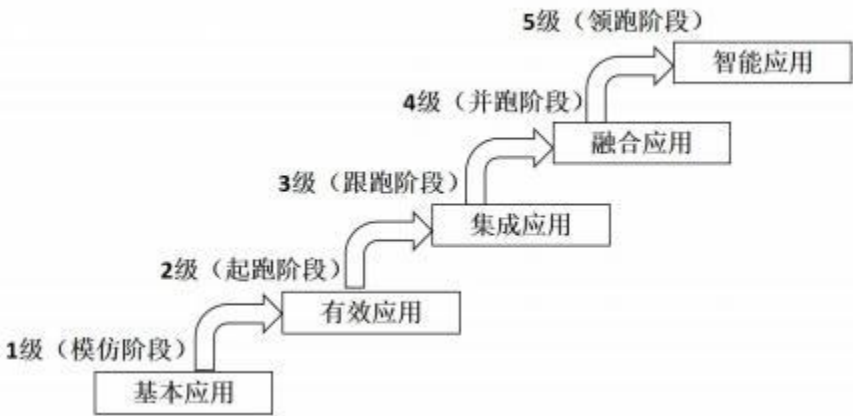 5级（领跑阶段）
智能应用
4级（并跑阶段）
融合应用
3级（跟跑阶段）
集成应用
2级（起跑阶段）
有效应用
1级（模仿阶段）
基本应用